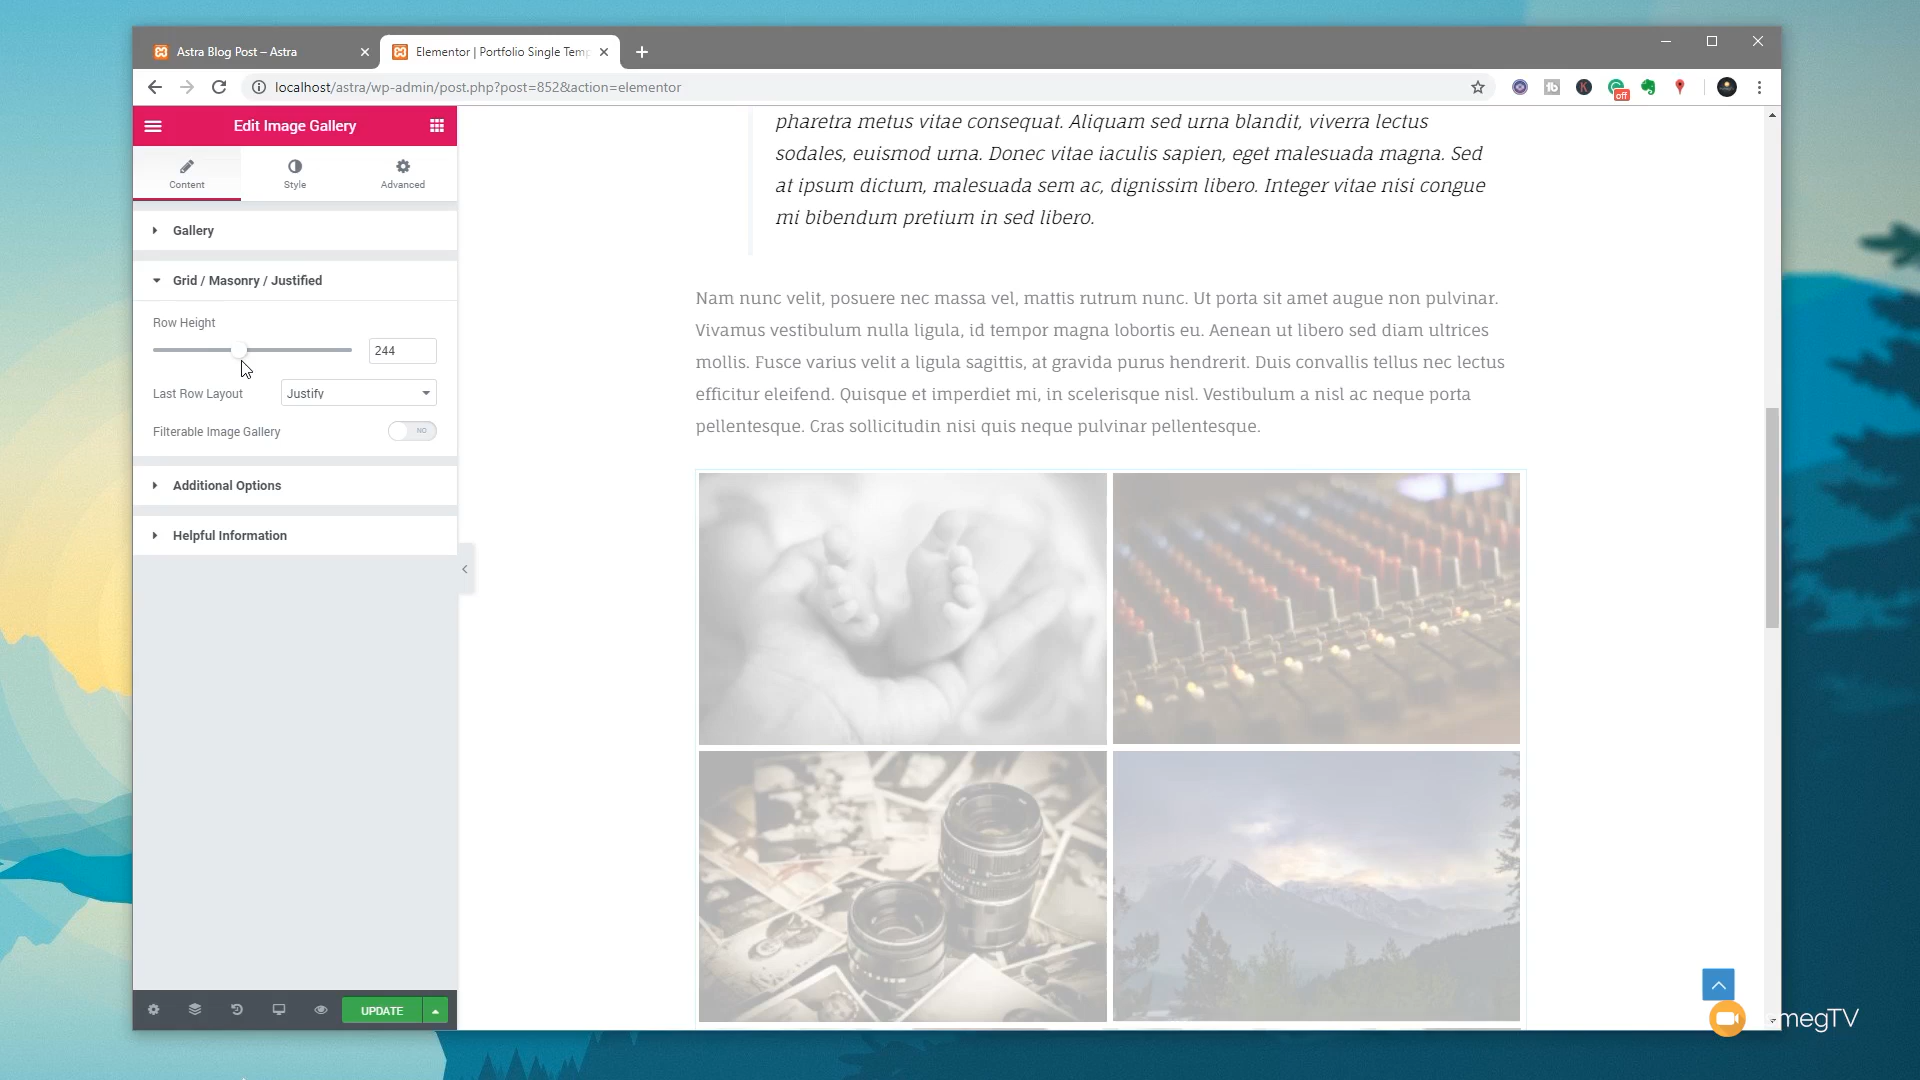 Astra Blog Post – Astra
Elementor | Portfolio Single Temp
localhost/astra/wp-admin/post.php?post=852&action=elementor
off
Edit Image Gallery
Content
Style
Advanced
Gallery
Grid / Masonry / Justified
Row Height
244
Last Row Layout
Justify
Filterable Image Gallery
NO
Additional Options
Helpful Information
UPDATE
pharetra metus vitae consequat. Aliquam sed urna blandit, viverra lectus
sodales, euismod urna. Donec vitae iaculis sapien, eget malesuada magna. Sed
at ipsum dictum, malesuada sem ac, dignissim libero. Integer vitae nisi congue
mi bibendum pretium in sed libero.
Nam nunc velit, posuere nec massa vel, mattis rutrum nunc. Ut porta sit amet augue non pulvinar.
Vivamus vestibulum nulla ligula, id tempor magna lobortis eu. Aenean ut libero sed diam ultrices
mollis. Fusce varius velit a ligula sagittis, at gravida purus hendrerit. Duis convallis tellus nec lectus
efficitur eleifend. Quisque et imperdiet mi, in scelerisque nisl. Vestibulum a nisl ac neque porta
pellentesque. Cras sollicitudin nisi quis neque pulvinar pellentesque.